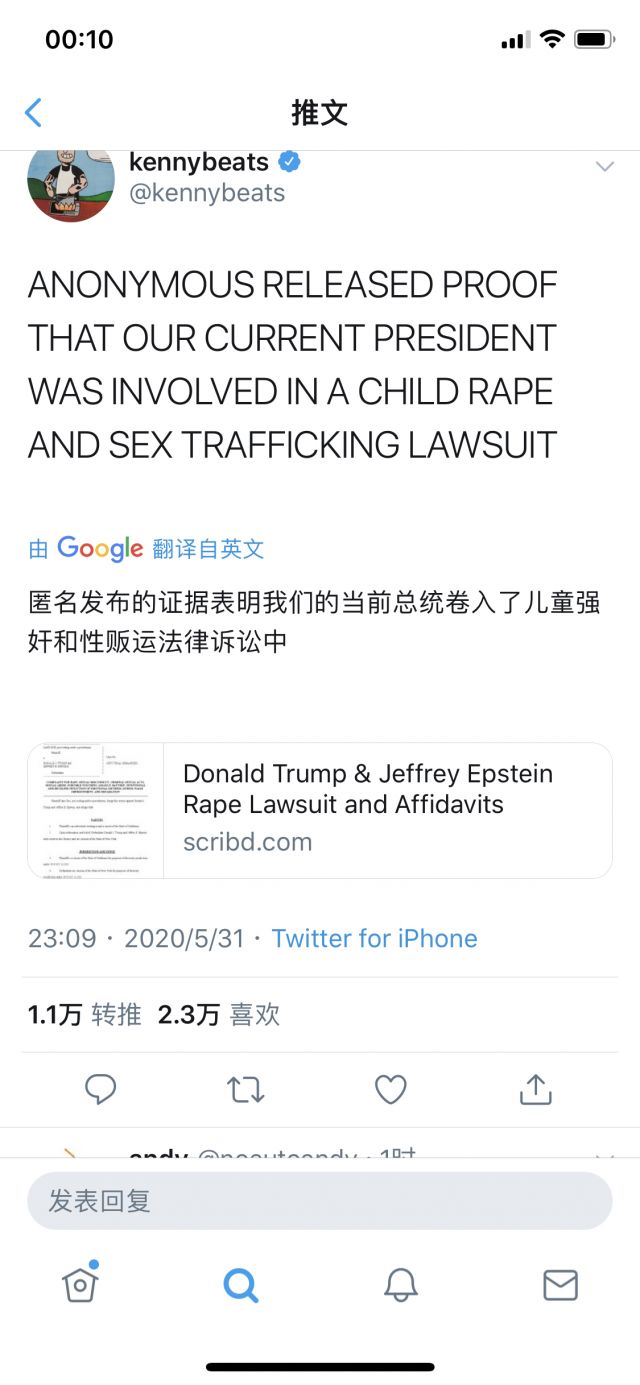 00:10
推文
kennybeats
@kennybeats
ANONYMOUS RELEASED PROOF
THAT OUR CURRENT PRESIDENT
WAS INVOLVED IN A CHILD RAPE
AND SEX TRAFFICKING LAWSUIT
由 Google 翻译自英文
匿名发布的证据表明我们的当前总统卷入了儿童强
奸和性贩运法律诉讼中
Donald Trump & Jeffrey Epstein
Rape Lawsuit and Affidavits
scribd.com
23:09 · 2020/5/31 · Twitter for iPhone
1.1万 转推 2.3万 喜欢
andy
发表回复